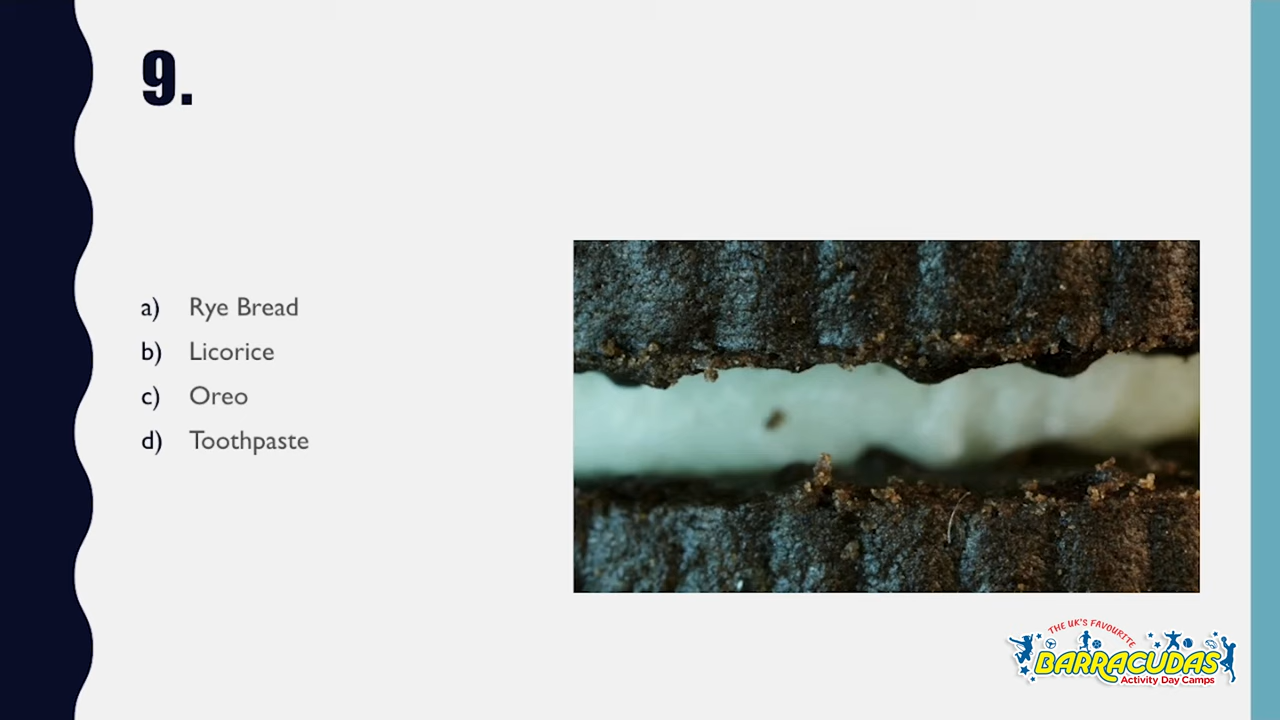 9.
a) Rye Bread
b) Licorice
c) Oreo
d) Toothpaste
THE UK'S FAVOURITE
BARRACUDAS
Activity Day Camps